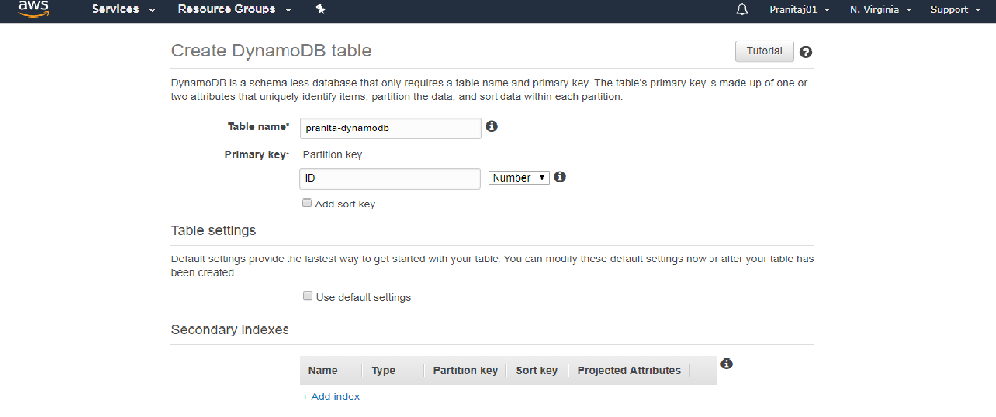 aws Services Resource Groups Pranitaj01 N. Virginia Support
Create DynamoDB table Tutorial
DynamoDB is a schema-less database that only requires a table name and primary key. The table's primary key is made up of one or
two attributes that uniquely identify items, partition the data, and sort data within each partition.
Table name* pranita-dynamodb
Primary key* Partition key
ID Number
Add sort key
Table settings
Default settings provide the fastest way to get started with your table. You can modify these default settings now or after your table has
been created.
Use default settings
Secondary indexes
Name Type Partition key Sort key Projected Attributes
+ Add index